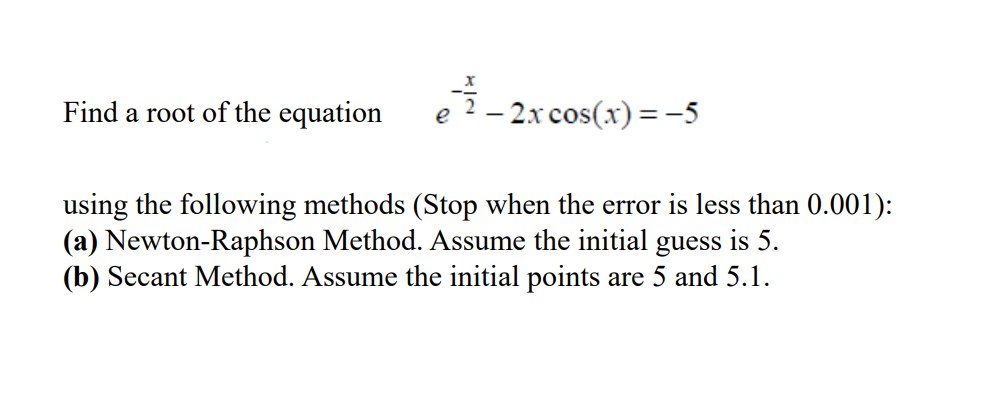 Find a root of the equation e^{-\frac{x}{2}} – 2x cos(x) = –5
using the following methods (Stop when the error is less than 0.001):
(a) Newton-Raphson Method. Assume the initial guess is 5.
(b) Secant Method. Assume the initial points are 5 and 5.1.